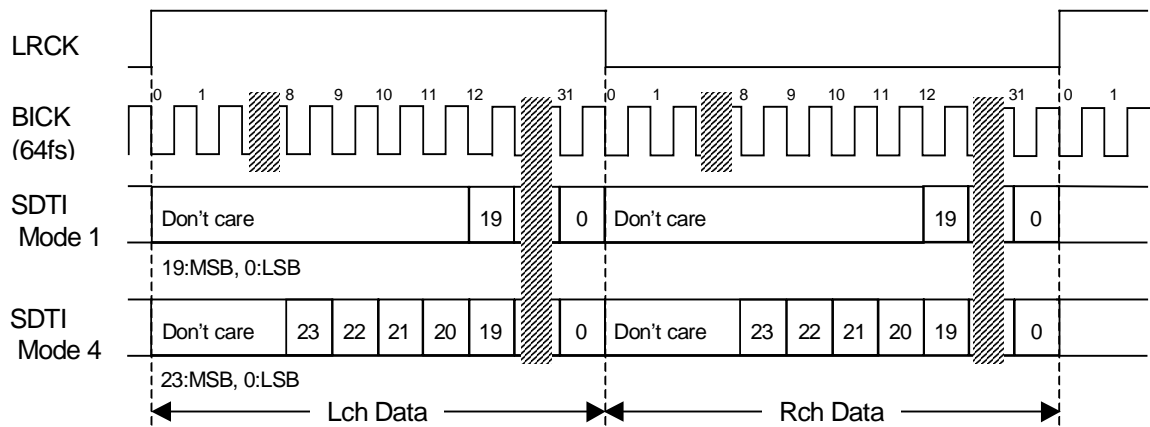 LRCK
0 1 8 9 10 11 12 31 0 1 8 9 10 11 12 31 0 1
BICK
(64fs)
SDTI
Mode 1
Don't care 19 0 Don't care 19 0
19:MSB, 0:LSB
SDTI
Mode 4
Don't care 23 22 21 20 19 0 Don't care 23 22 21 20 19 0
23:MSB, 0:LSB
Lch Data Rch Data